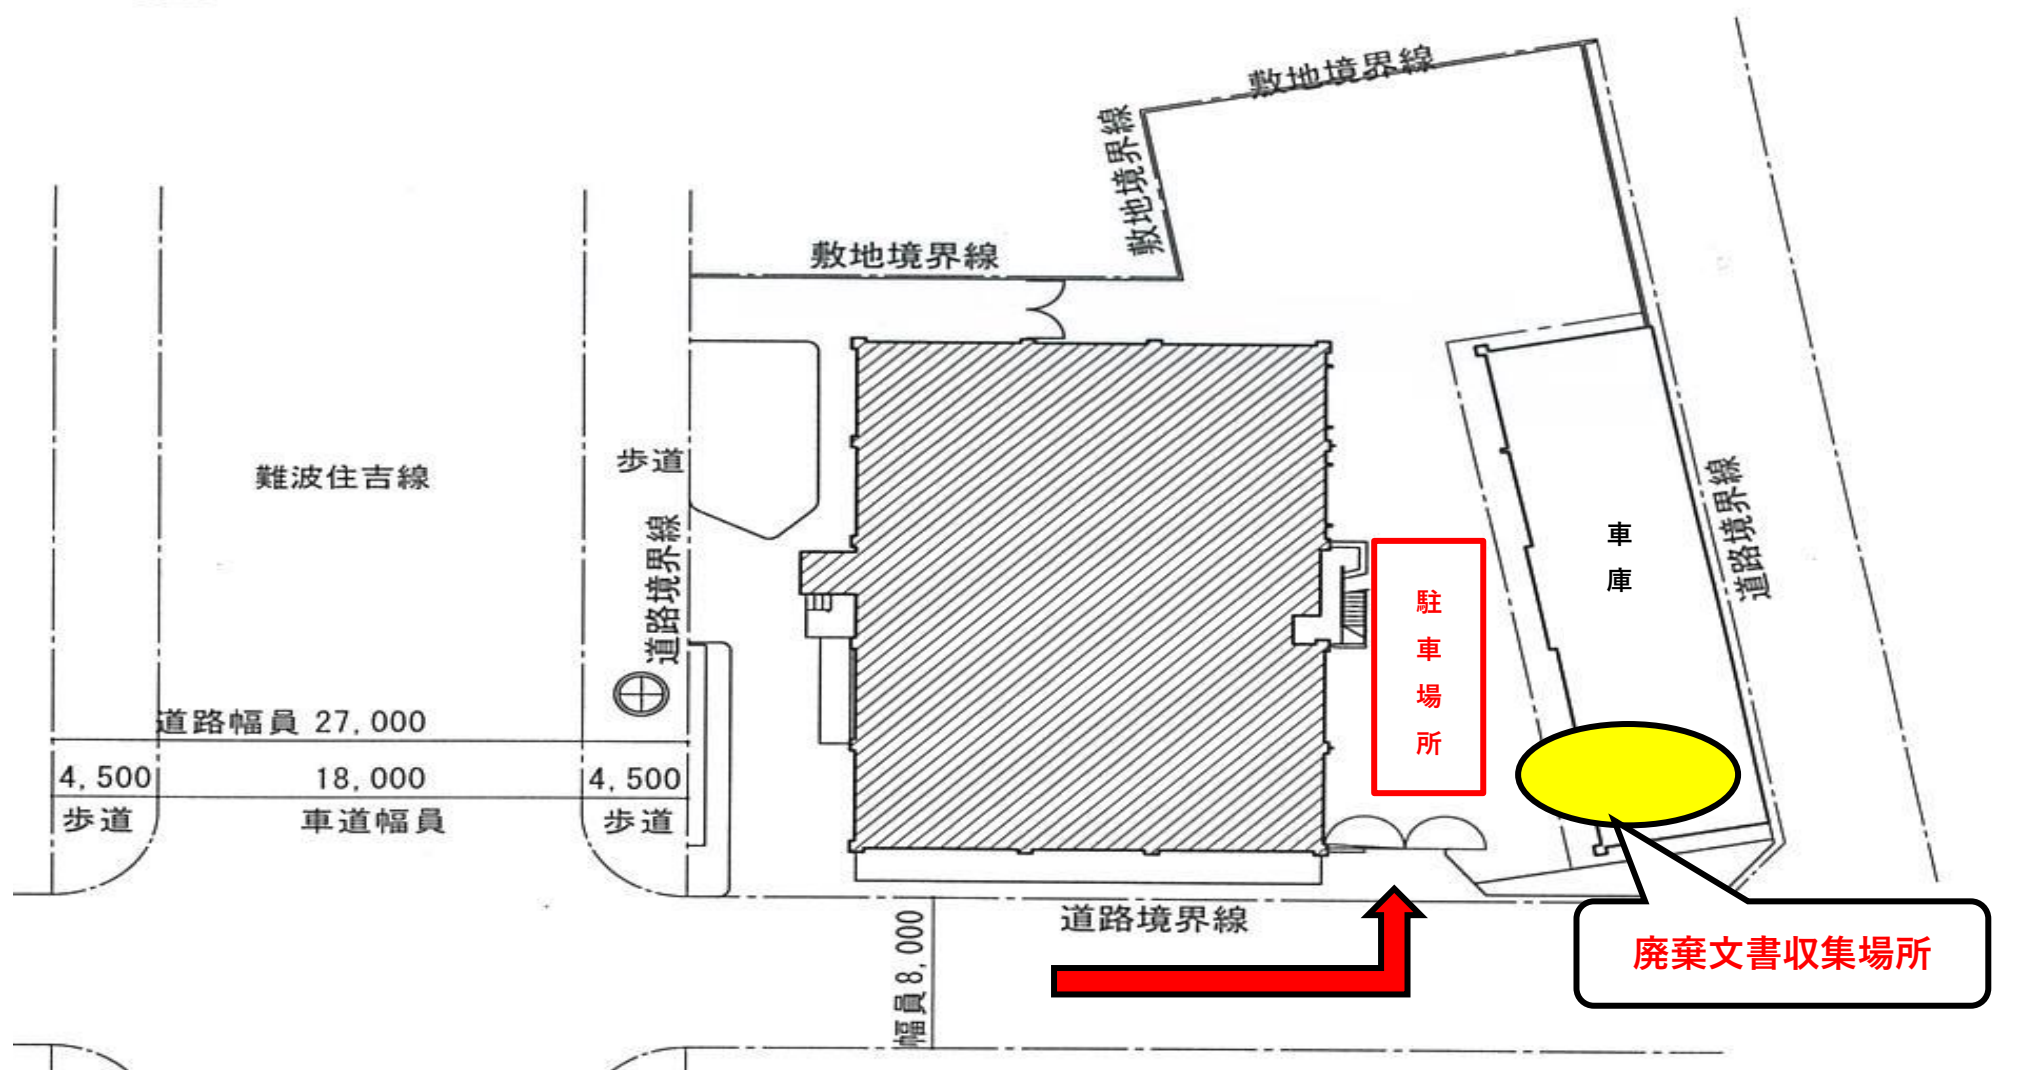 敷地境界線
敷地境界線
敷地境界線
歩道
難波住吉線
道路境界線
道路境界線
車庫
駐車場所
道路幅員 27,000
4,500
18,000
4,500
歩道
車道幅員
歩道
道路境界線
幅員 8,000
廃棄文書収集場所